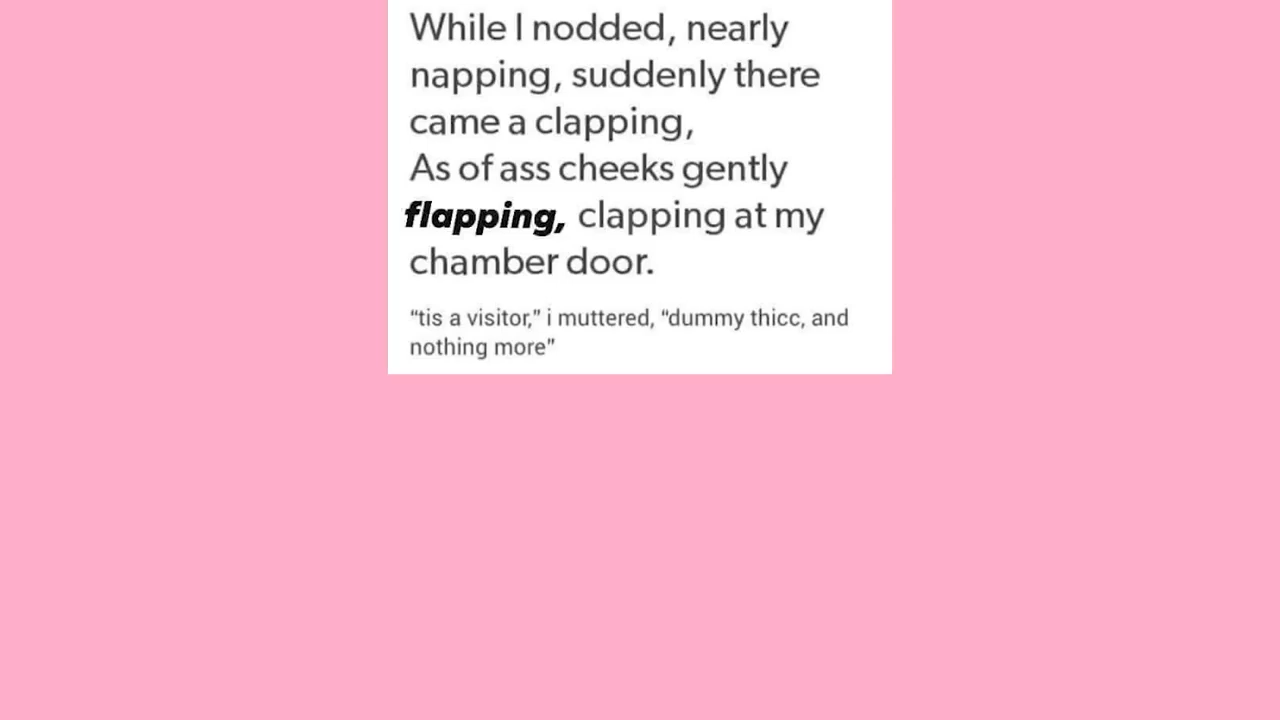 While I nodded, nearly
napping, suddenly there
came a clapping,
As of ass cheeks gently
flapping, clapping at my
chamber door.
“tis a visitor,” i muttered, “dummy thicc, and
nothing more”